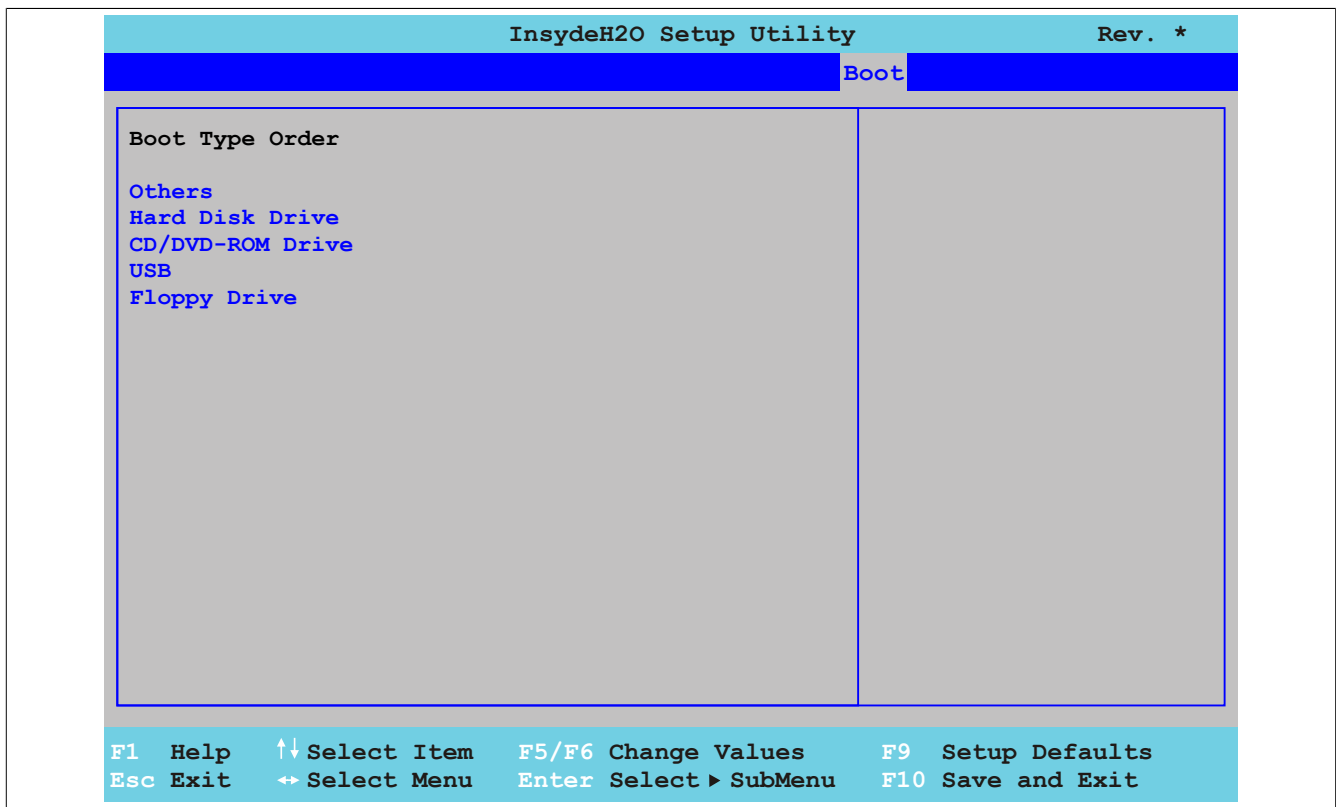 InsydeH2O Setup Utility Rev. *
Boot
Boot Type Order
Others
Hard Disk Drive
CD/DVD-ROM Drive
USB
Floppy Drive
F1 Help ↑↓ Select Item F5/F6 Change Values F9 Setup Defaults
Esc Exit ↔ Select Menu Enter Select ▶ SubMenu F10 Save and Exit